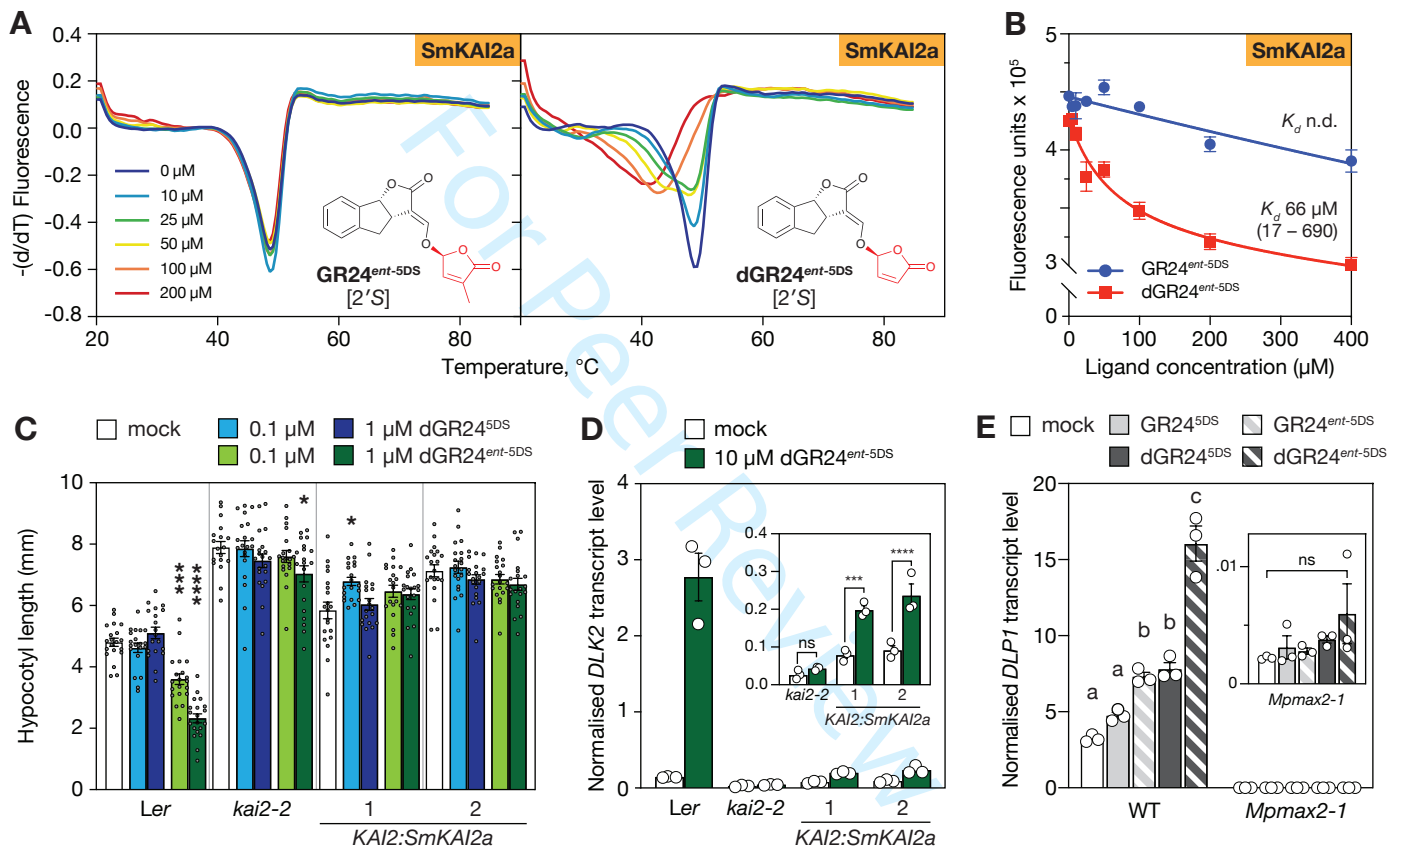 A
0.4
0.2
0.0
-0.2
-0.4
-0.6
-0.8
-(d/dT) Fluorescence
SmKAI2a
SmKAI2a
0 µM
10 µM
25 µM
50 µM
100 µM
200 µM
O
O
O
O
O
GR24ent-5DS
[2′S]
O
O
O
O
O
dGR24ent-5DS
[2′S]
20
40
60
80
40
60
80
Temperature, °C
B
SmKAI2a
5
4
3
0
Fluorescence units x 10⁵
Kd n.d.
Kd 66 µM
(17 – 690)
GR24ent-5DS
dGR24ent-5DS
0
100
200
300
400
Ligand concentration (µM)
C
mock
0.1 µM
1 µM dGR24⁵ᴰˢ
0.1 µM
1 µM dGR24ent-5DS
10
8
6
4
2
0
Hypocotyl length (mm)
***
****
*
*
Ler
kai2-2
1
2
KAI2:SmKAI2a
D
mock
10 µM dGR24ent-5DS
4
3
2
1
0
Normalised DLK2 transcript level
0.4
0.3
0.2
0.1
0.0
ns
***
****
kai2-2
1
2
KAI2:SmKAI2a
Ler
kai2-2
1
2
KAI2:SmKAI2a
E
mock
GR24⁵ᴰˢ
GR24ent-5DS
dGR24⁵ᴰˢ
dGR24ent-5DS
20
15
10
5
0
Normalised DLP1 transcript level
a
a
b
b
c
.01
0
ns
Mpmax2-1
WT
Mpmax2-1
For Peer Review